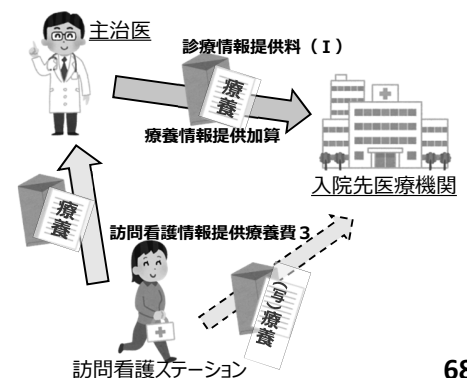 主治医
診療情報提供料（Ⅰ）
療養
療養情報提供加算
入院先医療機関
療養
訪問看護情報提供療養費３
(写)療養
訪問看護ステーション
68